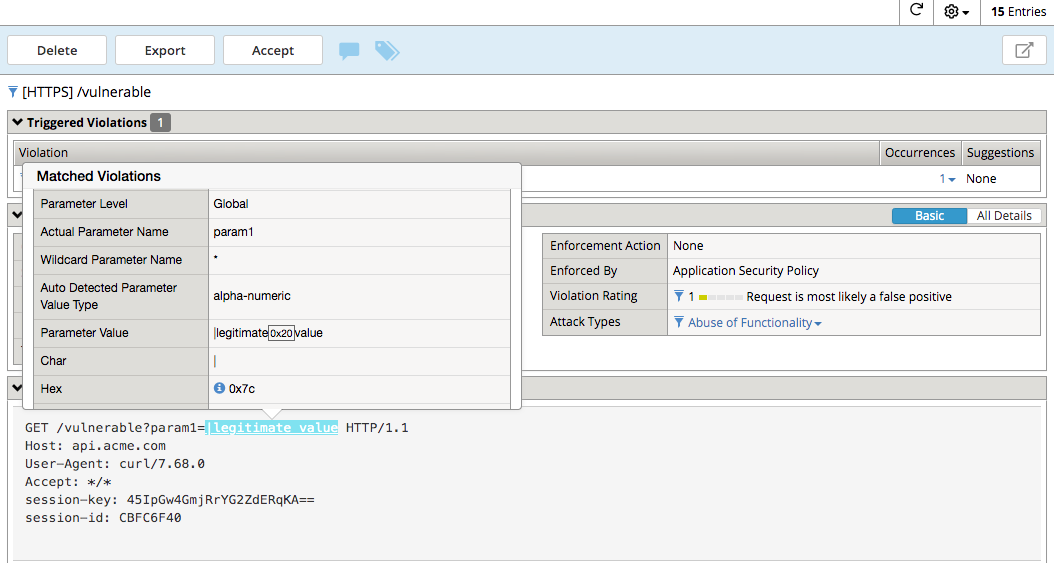 15 Entries
Delete Export Accept
[HTTPS] /vulnerable
Triggered Violations 1
Violation Occurrences Suggestions
1 None
Matched Violations
Parameter Level Global
Actual Parameter Name param1
Wildcard Parameter Name *
Auto Detected Parameter Value Type alpha-numeric
Parameter Value |legitimate0x20value
Char |
Hex 0x7c
Basic All Details
Enforcement Action None
Enforced By Application Security Policy
Violation Rating 1 Request is most likely a false positive
Attack Types Abuse of Functionality
GET /vulnerable?param1=|legitimate value HTTP/1.1
Host: api.acme.com
User-Agent: curl/7.68.0
Accept: */*
session-key: 45IpGw4GmjRrYG2ZdERqKA==
session-id: CBFC6F40